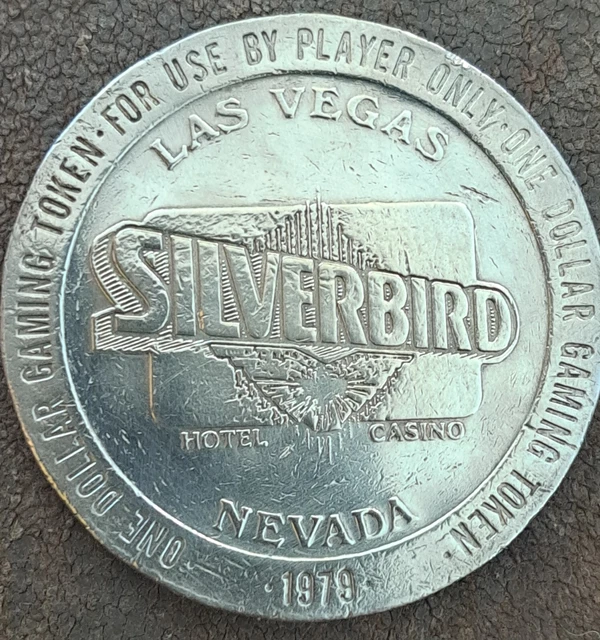 ONE DOLLAR GAMING TOKEN · FOR USE BY PLAYER ONLY · ONE DOLLAR GAMING TOKEN ·
LAS VEGAS
SILVERBIRD
HOTEL CASINO
NEVADA
· 1979 ·